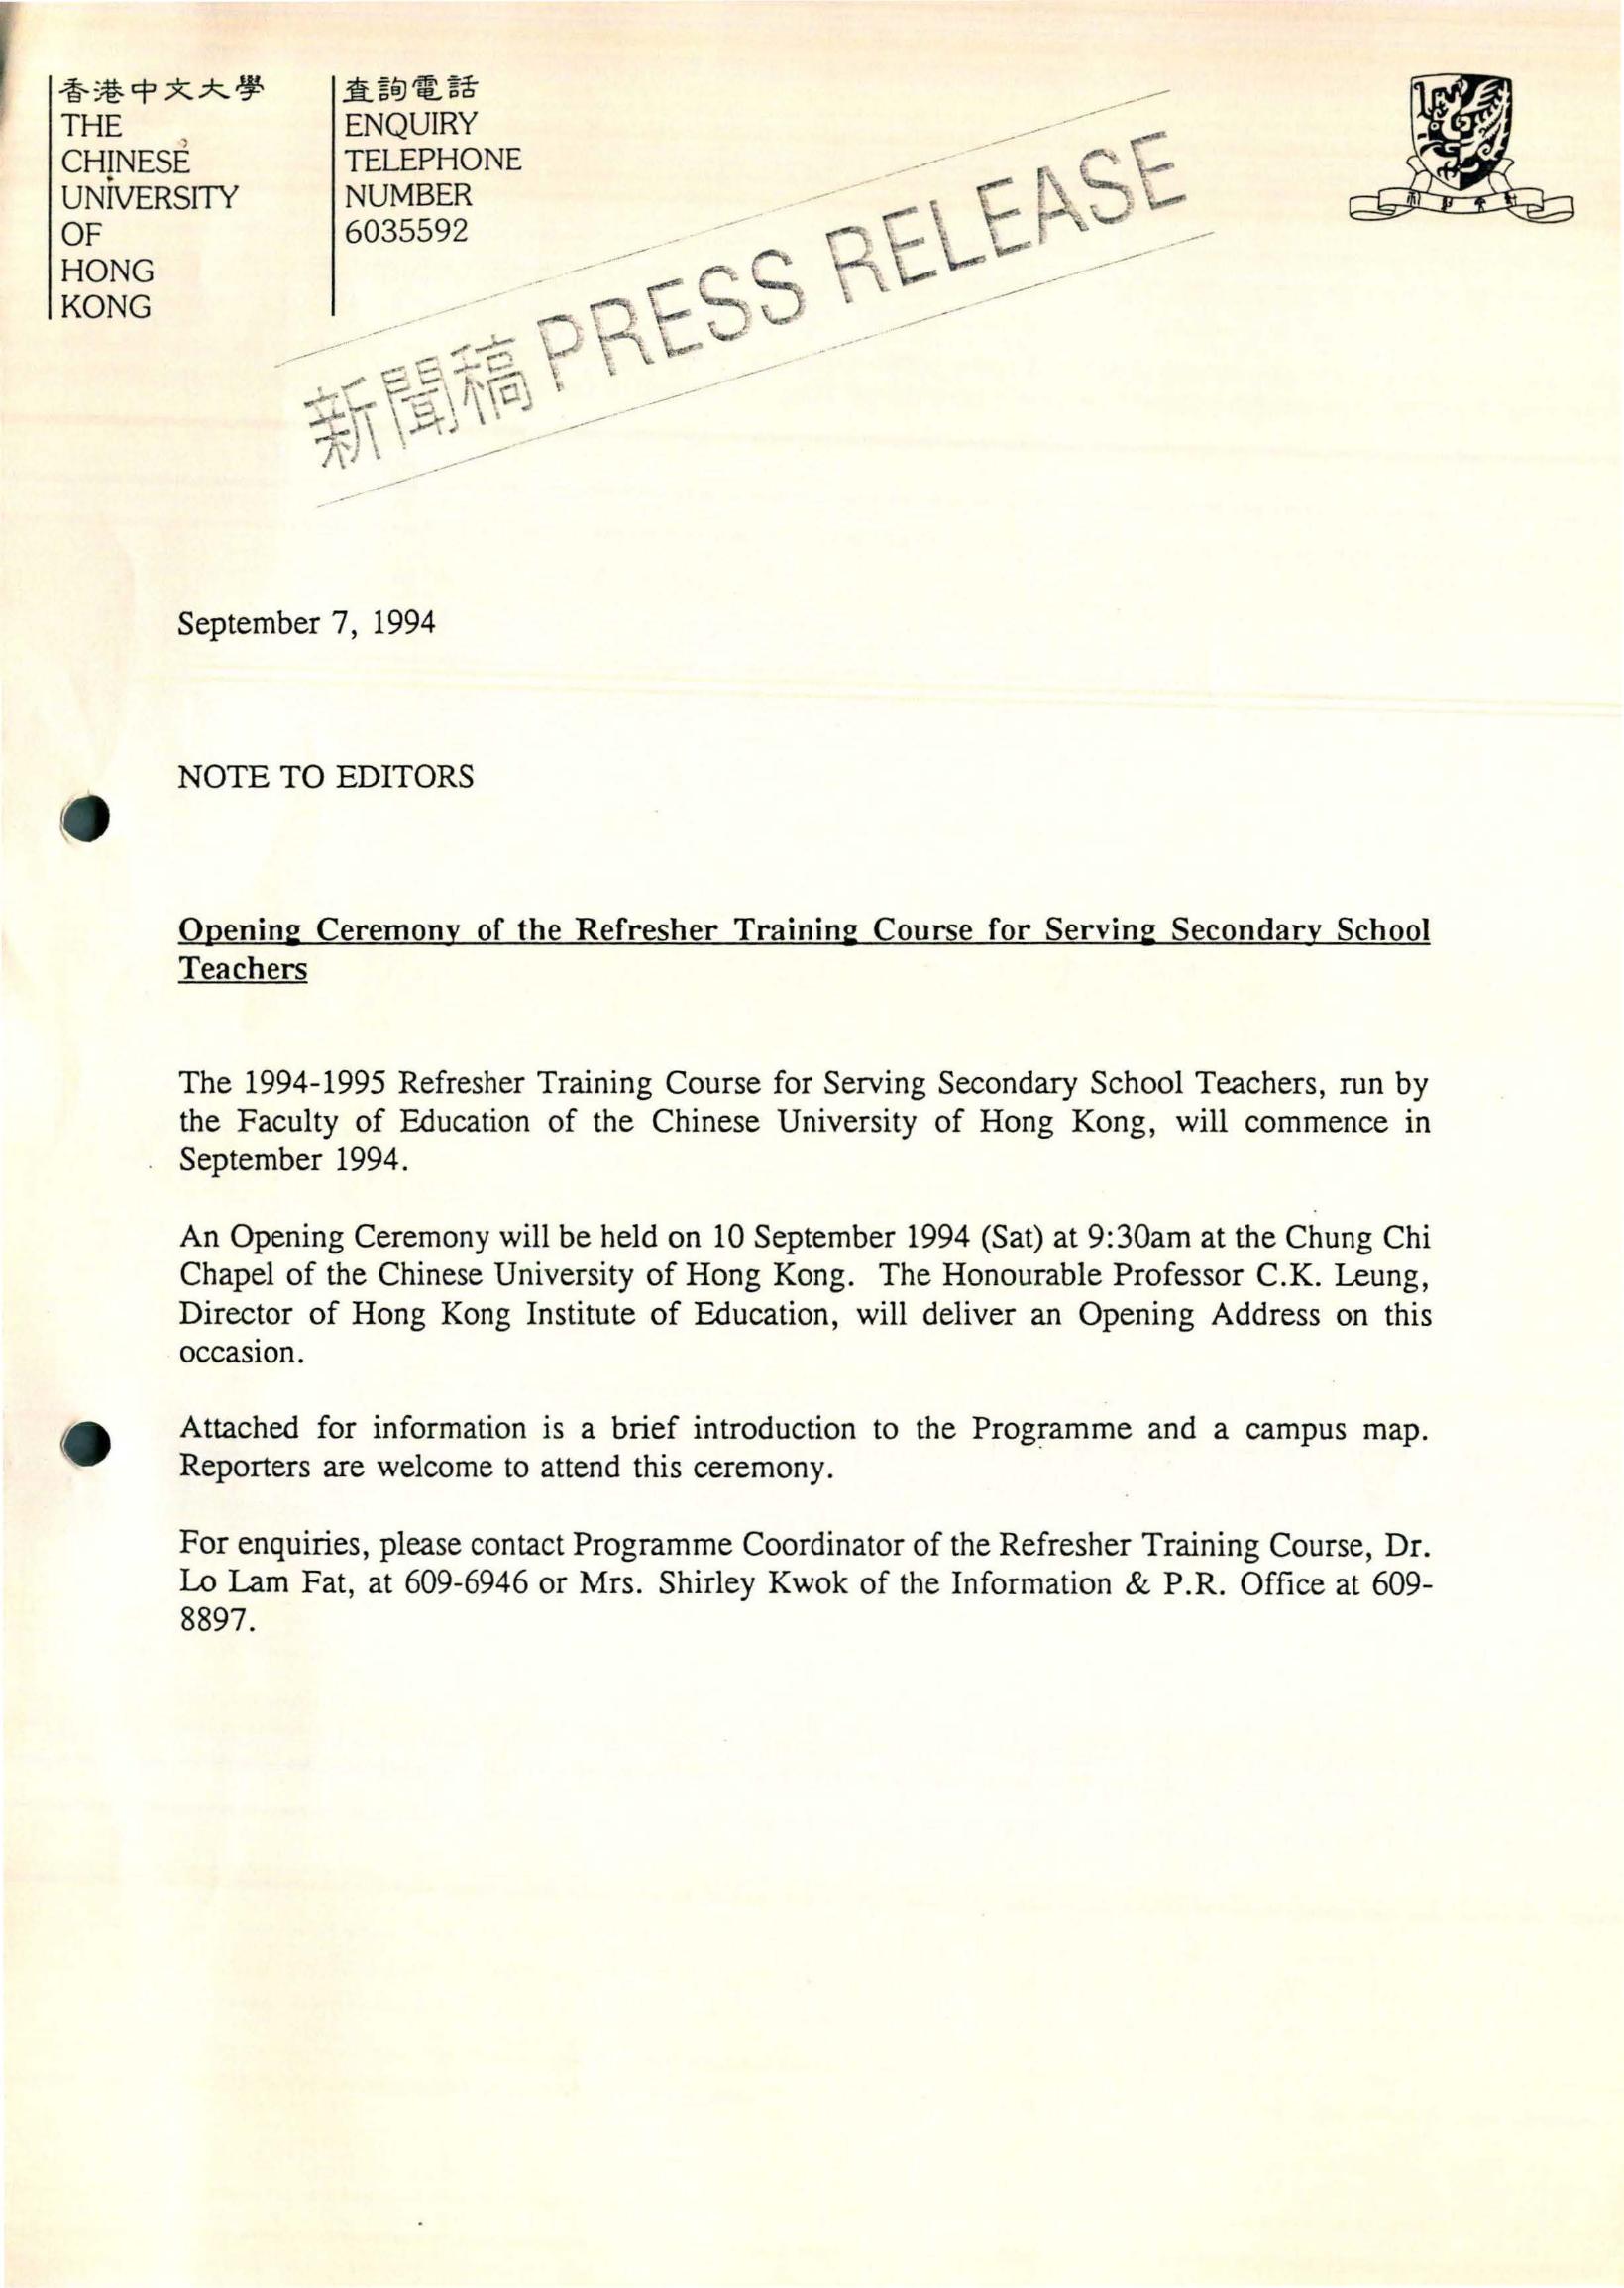 香港中文大學
THE
CHINESE
UNIVERSITY
OF
HONG
KONG
查詢電話
ENQUIRY
TELEPHONE
NUMBER
6035592
新聞稿 PRESS RELEASE
September 7, 1994
NOTE TO EDITORS
Opening Ceremony of the Refresher Training Course for Serving Secondary School
Teachers
The 1994-1995 Refresher Training Course for Serving Secondary School Teachers, run by
the Faculty of Education of the Chinese University of Hong Kong, will commence in
September 1994.
An Opening Ceremony will be held on 10 September 1994 (Sat) at 9:30am at the Chung Chi
Chapel of the Chinese University of Hong Kong. The Honourable Professor C.K. Leung,
Director of Hong Kong Institute of Education, will deliver an Opening Address on this
occasion.
Attached for information is a brief introduction to the Programme and a campus map.
Reporters are welcome to attend this ceremony.
For enquiries, please contact Programme Coordinator of the Refresher Training Course, Dr.
Lo Lam Fat, at 609-6946 or Mrs. Shirley Kwok of the Information & P.R. Office at 609-
8897.